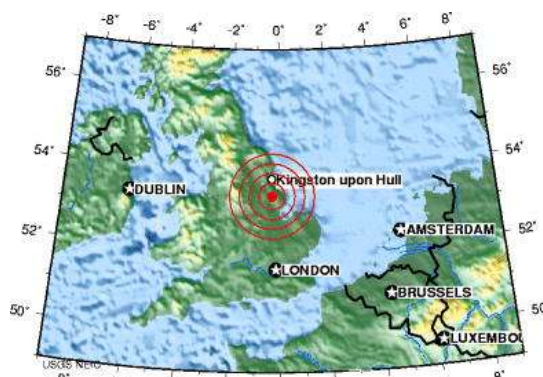 -8° -6° -4° -2° 0° 2° 4° 6° 8°
56° 56°
54° 54°
Kingston upon Hull
DUBLIN
52° AMSTERDAM 52°
LONDON
BRUSSELS
50° 50°
LUXEMBOU
USGS NEIC